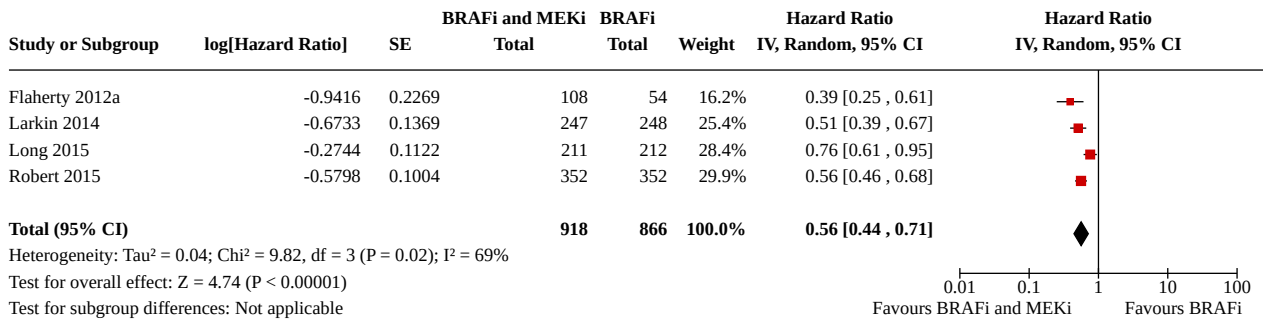 BRAFi and MEKi BRAFi Hazard Ratio Hazard Ratio
Study or Subgroup log[Hazard Ratio] SE Total Total Weight IV, Random, 95% CI IV, Random, 95% CI
Flaherty 2012a -0.9416 0.2269 108 54 16.2% 0.39 [0.25 , 0.61]
Larkin 2014 -0.6733 0.1369 247 248 25.4% 0.51 [0.39 , 0.67]
Long 2015 -0.2744 0.1122 211 212 28.4% 0.76 [0.61 , 0.95]
Robert 2015 -0.5798 0.1004 352 352 29.9% 0.56 [0.46 , 0.68]
Total (95% CI) 918 866 100.0% 0.56 [0.44 , 0.71]
Heterogeneity: Tau² = 0.04; Chi² = 9.82, df = 3 (P = 0.02); I² = 69%
Test for overall effect: Z = 4.74 (P < 0.00001) 0.01 0.1 1 10 100
Test for subgroup differences: Not applicable Favours BRAFi and MEKi Favours BRAFi